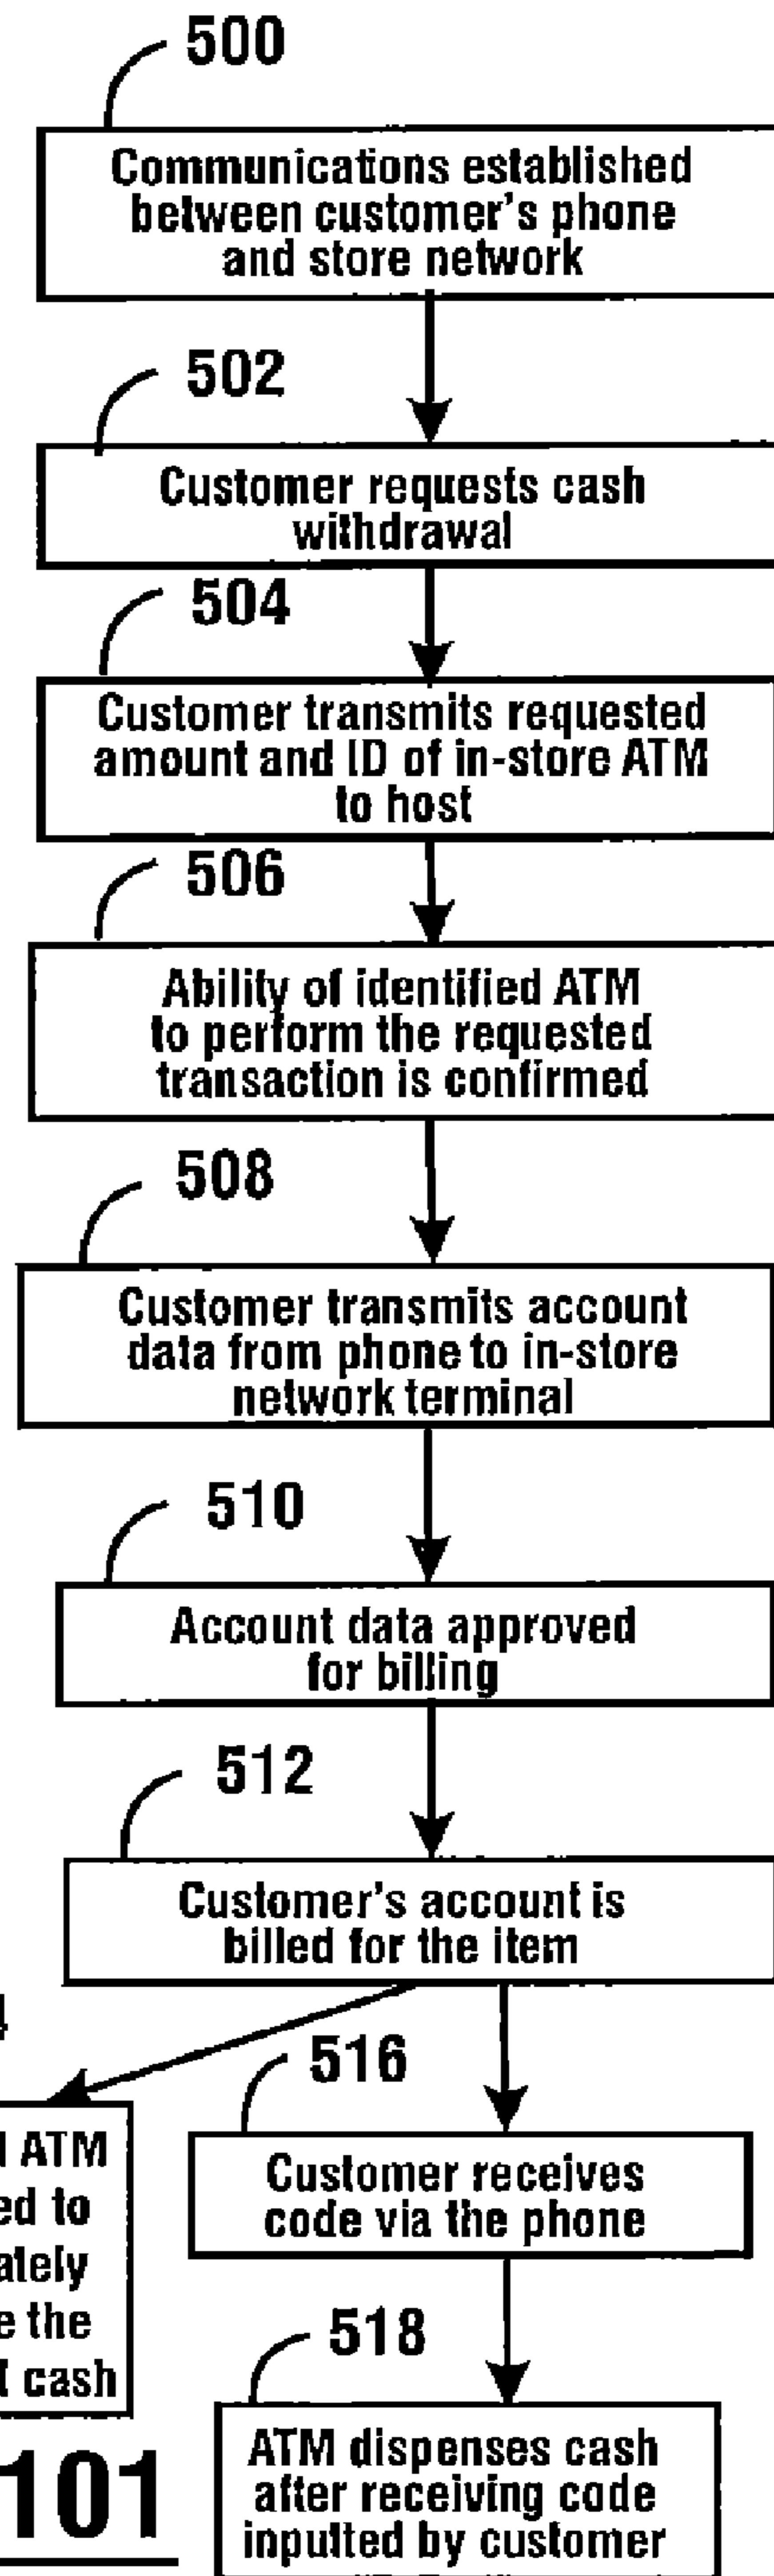 500
Communications established
between customer's phone
and store network
502
Customer requests cash
withdrawal
504
Customer transmits requested
amount and ID of in-store ATM
to host
506
Ability of identified ATM
to perform the requested
transaction is confirmed
508
Customer transmits account
data from phone to in-store
network terminal
510
Account data approved
for billing
512
Customer's account is
billed for the item
516
Customer receives
code via the phone
ATM
to
the
cash
518
ATM dispenses cash
after receiving code
inputted by customer
101